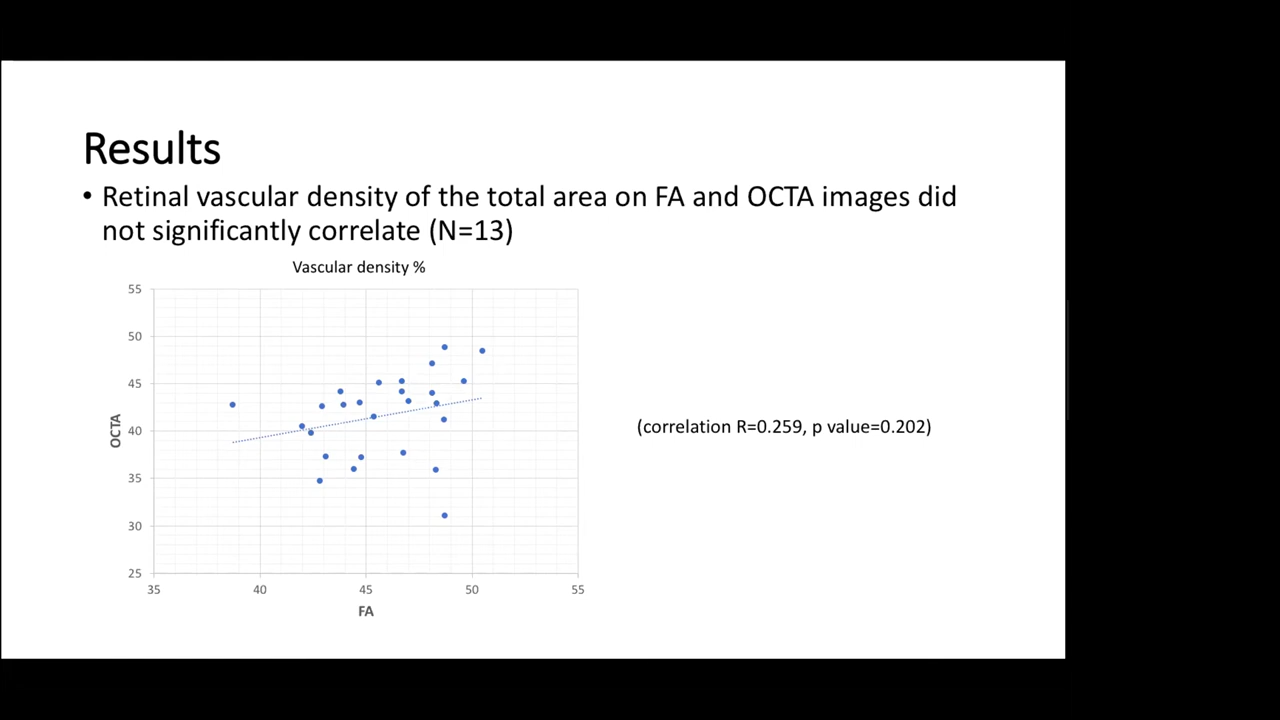 Results
• Retinal vascular density of the total area on FA and OCTA images did
not significantly correlate (N=13)
Vascular density %
55
50
45
40
35
30
25
OCTA
35 40 45 50 55
FA
(correlation R=0.259, p value=0.202)